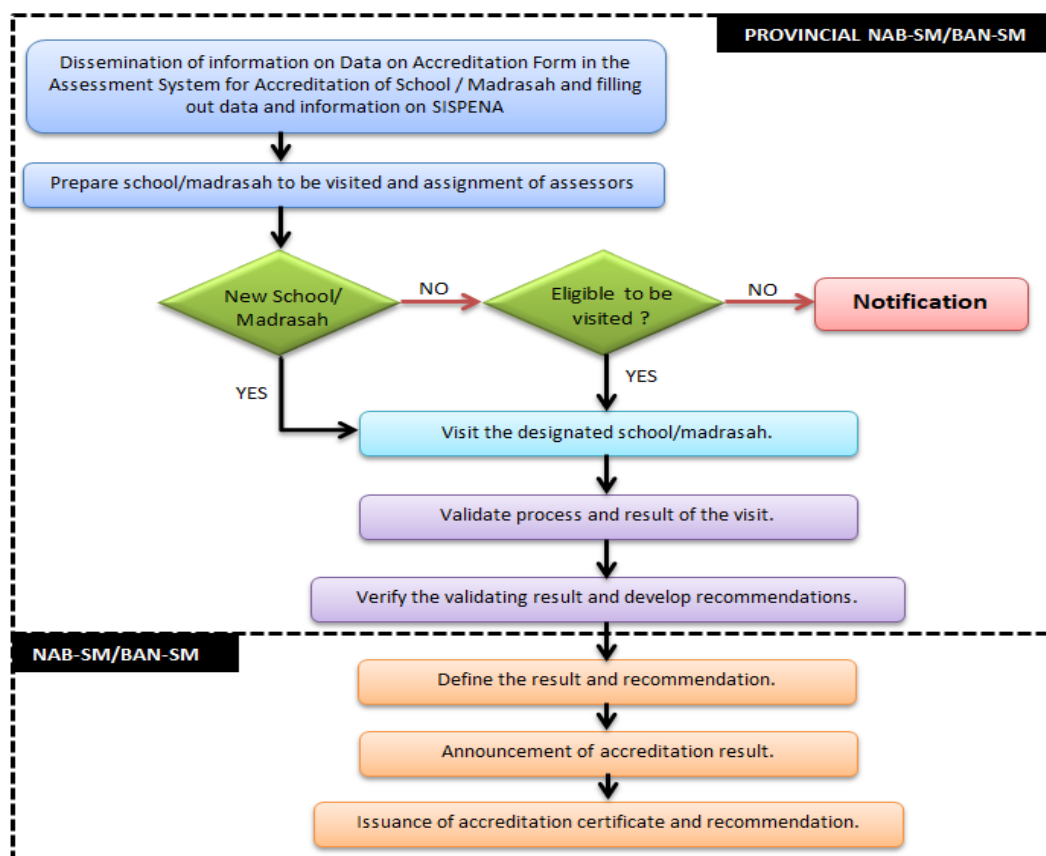 PROVINCIAL NAB-SM/BAN-SM
Dissemination of information on Data on Accreditation Form in the
Assessment System for Accreditation of School / Madrasah and filling
out data and information on SISPENA
Prepare school/madrasah to be visited and assignment of assessors
New School/
Madrasah
NO
Eligible to be
visited ?
NO
Notification
YES
YES
Visit the designated school/madrasah.
Validate process and result of the visit.
Verify the validating result and develop recommendations.
NAB-SM/BAN-SM
Define the result and recommendation.
Announcement of accreditation result.
Issuance of accreditation certificate and recommendation.